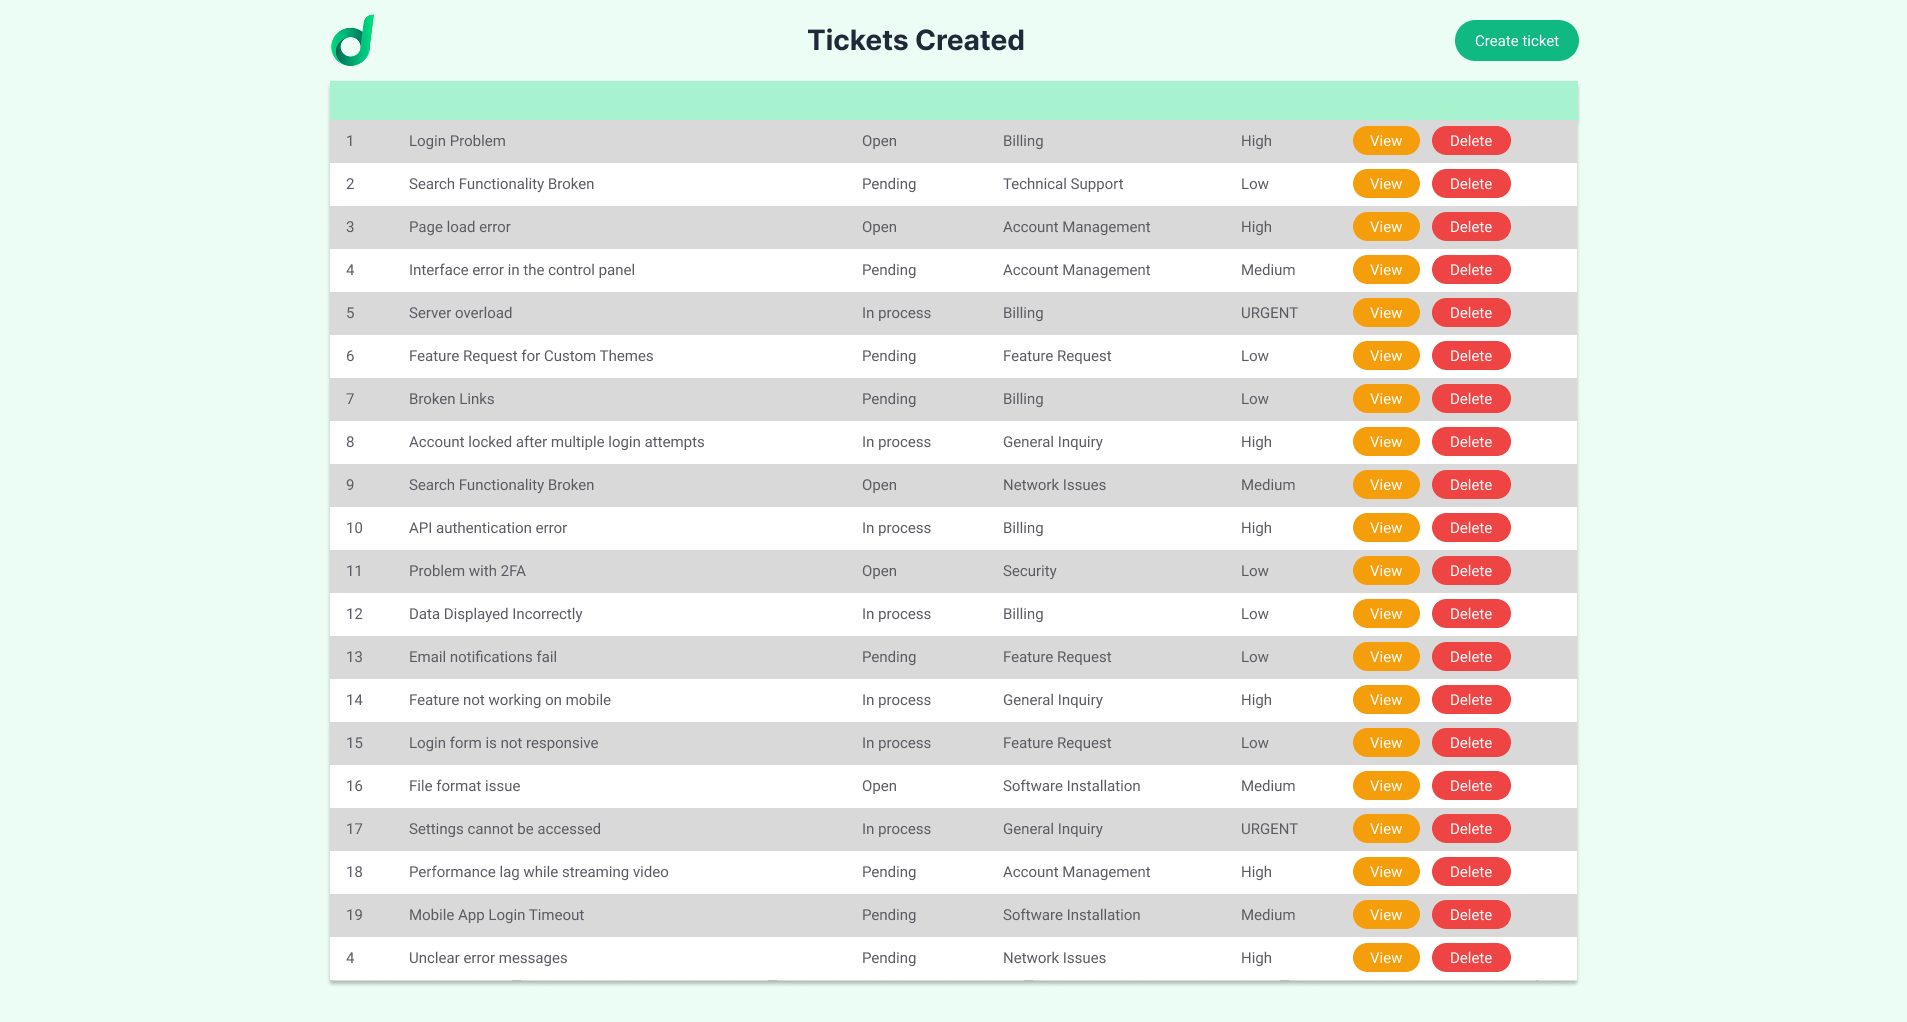 Tickets Created
Create ticket
1 Login Problem Open Billing High View Delete
2 Search Functionality Broken Pending Technical Support Low View Delete
3 Page load error Open Account Management High View Delete
4 Interface error in the control panel Pending Account Management Medium View Delete
5 Server overload In process Billing URGENT View Delete
6 Feature Request for Custom Themes Pending Feature Request Low View Delete
7 Broken Links Pending Billing Low View Delete
8 Account locked after multiple login attempts In process General Inquiry High View Delete
9 Search Functionality Broken Open Network Issues Medium View Delete
10 API authentication error In process Billing High View Delete
11 Problem with 2FA Open Security Low View Delete
12 Data Displayed Incorrectly In process Billing Low View Delete
13 Email notifications fail Pending Feature Request Low View Delete
14 Feature not working on mobile In process General Inquiry High View Delete
15 Login form is not responsive In process Feature Request Low View Delete
16 File format issue Open Software Installation Medium View Delete
17 Settings cannot be accessed In process General Inquiry URGENT View Delete
18 Performance lag while streaming video Pending Account Management High View Delete
19 Mobile App Login Timeout Pending Software Installation Medium View Delete
4 Unclear error messages Pending Network Issues High View Delete